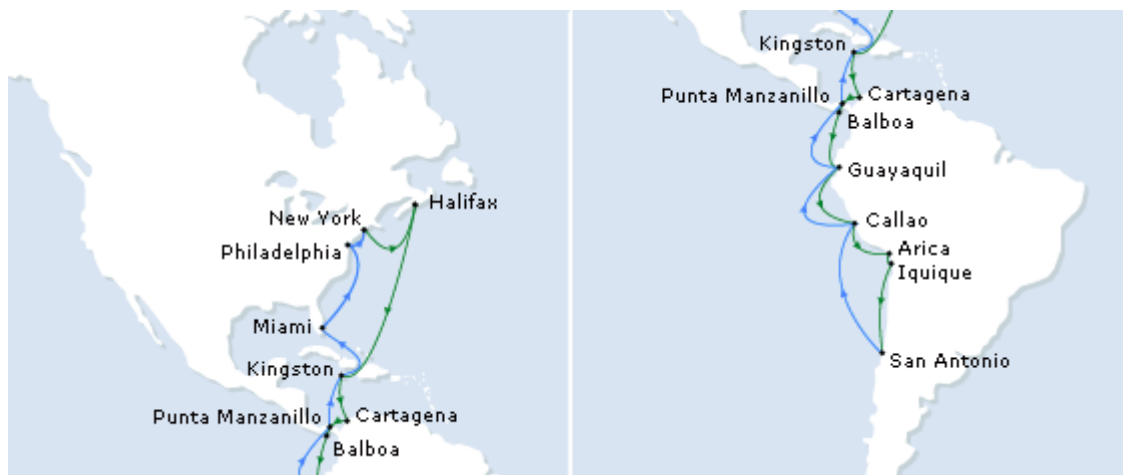 Halifax
New York
Philadelphia
Miami
Kingston
Punta Manzanillo
Cartagena
Balboa
Kingston
Punta Manzanillo
Cartagena
Balboa
Guayaquil
Callao
Arica
Iquique
San Antonio